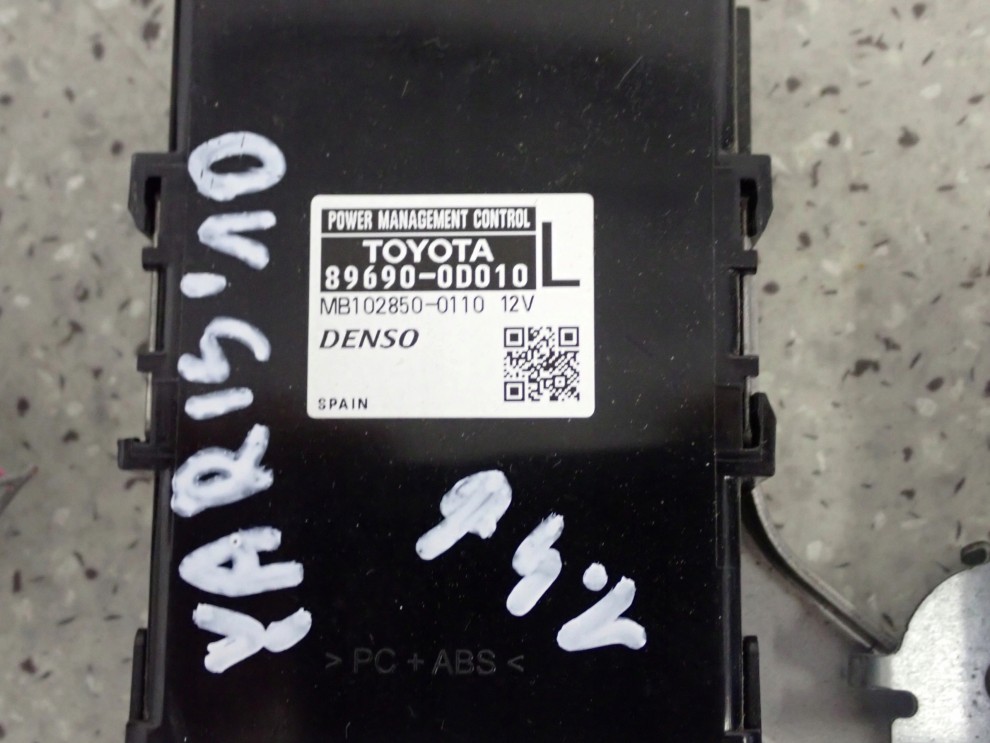 POWER MANAGEMENT CONTROL
L
TOYOTA
89690-0D010
MB102850-0110 12V
DENSO
SPAIN
YARIS '10
> PC + ABS <